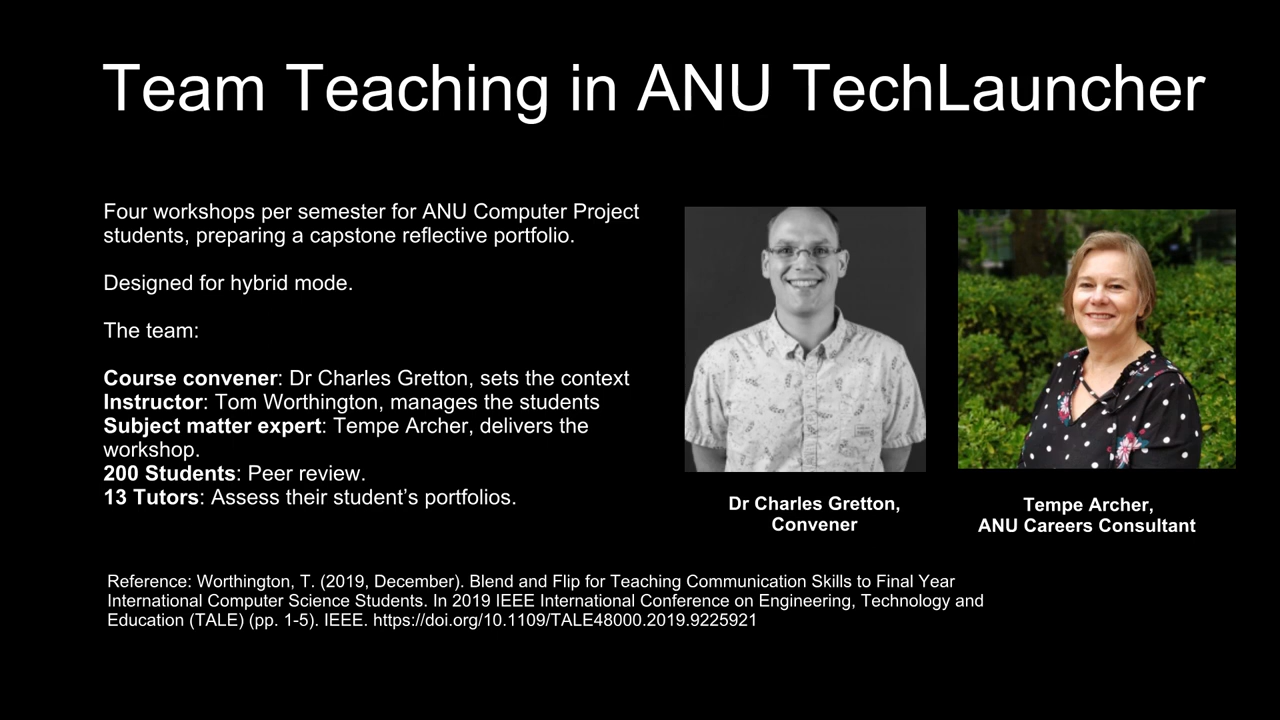 Team Teaching in ANU TechLauncher
Four workshops per semester for ANU Computer Project
students, preparing a capstone reflective portfolio.
Designed for hybrid mode.
The team:
Course convener: Dr Charles Gretton, sets the context
Instructor: Tom Worthington, manages the students
Subject matter expert: Tempe Archer, delivers the
workshop.
200 Students: Peer review.
13 Tutors: Assess their student’s portfolios.
Dr Charles Gretton,
Convener
Tempe Archer,
ANU Careers Consultant
Reference: Worthington, T. (2019, December). Blend and Flip for Teaching Communication Skills to Final Year
International Computer Science Students. In 2019 IEEE International Conference on Engineering, Technology and
Education (TALE) (pp. 1-5). IEEE. https://doi.org/10.1109/TALE48000.2019.9225921